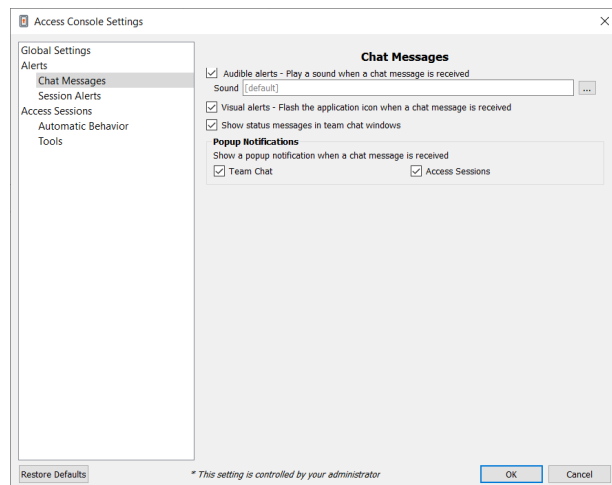 Access Console Settings
Global Settings
Alerts
Chat Messages
Session Alerts
Access Sessions
Automatic Behavior
Tools
Chat Messages
Audible alerts - Play a sound when a chat message is received
Sound [default] ...
Visual alerts - Flash the application icon when a chat message is received
Show status messages in team chat windows
Popup Notifications
Show a popup notification when a chat message is received
Team Chat Access Sessions
Restore Defaults * This setting is controlled by your administrator OK Cancel